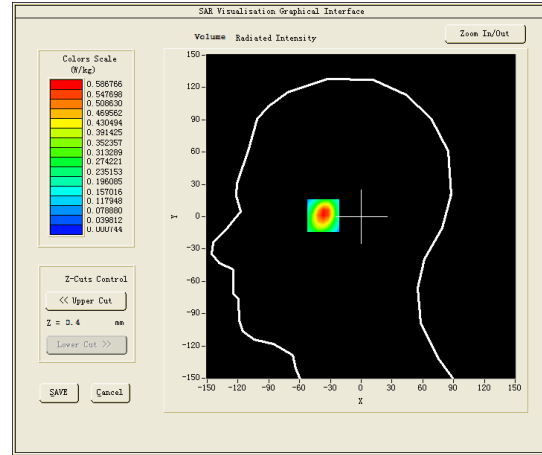 SAR Visualisation Graphical Interface
Volume Radiated Intensity
Zoom In/Out
Colors Scale
(W/kg)
0.586766
0.547698
0.508630
0.469562
0.430494
0.391425
0.352357
0.313289
0.274221
0.235153
0.196085
0.157016
0.117948
0.078880
0.039812
0.000744
Z-Cuts Control
<< Upper Cut
Z = 0.4 mm
Lower Cut >>
SAVE
Cancel
150
120
90
60
30
0
-30
-60
-90
-120
-150
Y
-150 -120 -90 -60 -30 0 30 60 90 120 150
X